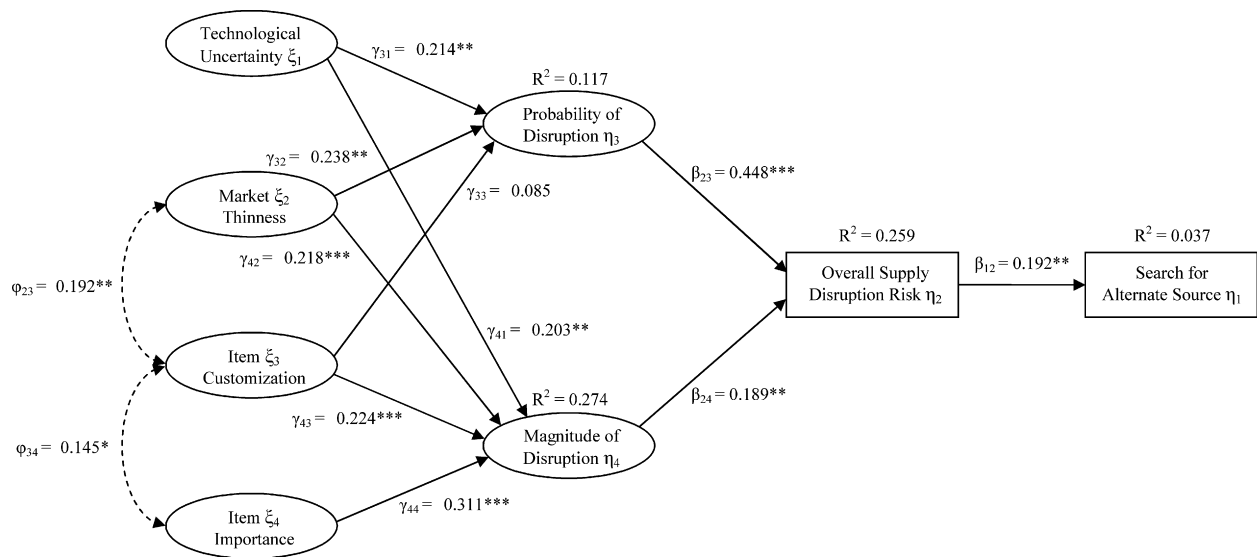 Technological
Uncertainty ξ₁
γ₃₁ = 0.214**
R² = 0.117
Probability of
Disruption η₃
γ₃₂ = 0.238**
γ₃₃ = 0.085
β₂₃ = 0.448***
Market ξ₂
Thinness
γ₄₂ = 0.218***
R² = 0.259
R² = 0.037
Overall Supply
Disruption Risk η₂
β₁₂ = 0.192**
Search for
Alternate Source η₁
φ₂₃ = 0.192**
γ₄₁ = 0.203**
Item ξ₃
Customization
β₂₄ = 0.189**
R² = 0.274
γ₄₃ = 0.224***
Magnitude of
Disruption η₄
φ₃₄ = 0.145*
γ₄₄ = 0.311***
Item ξ₄
Importance